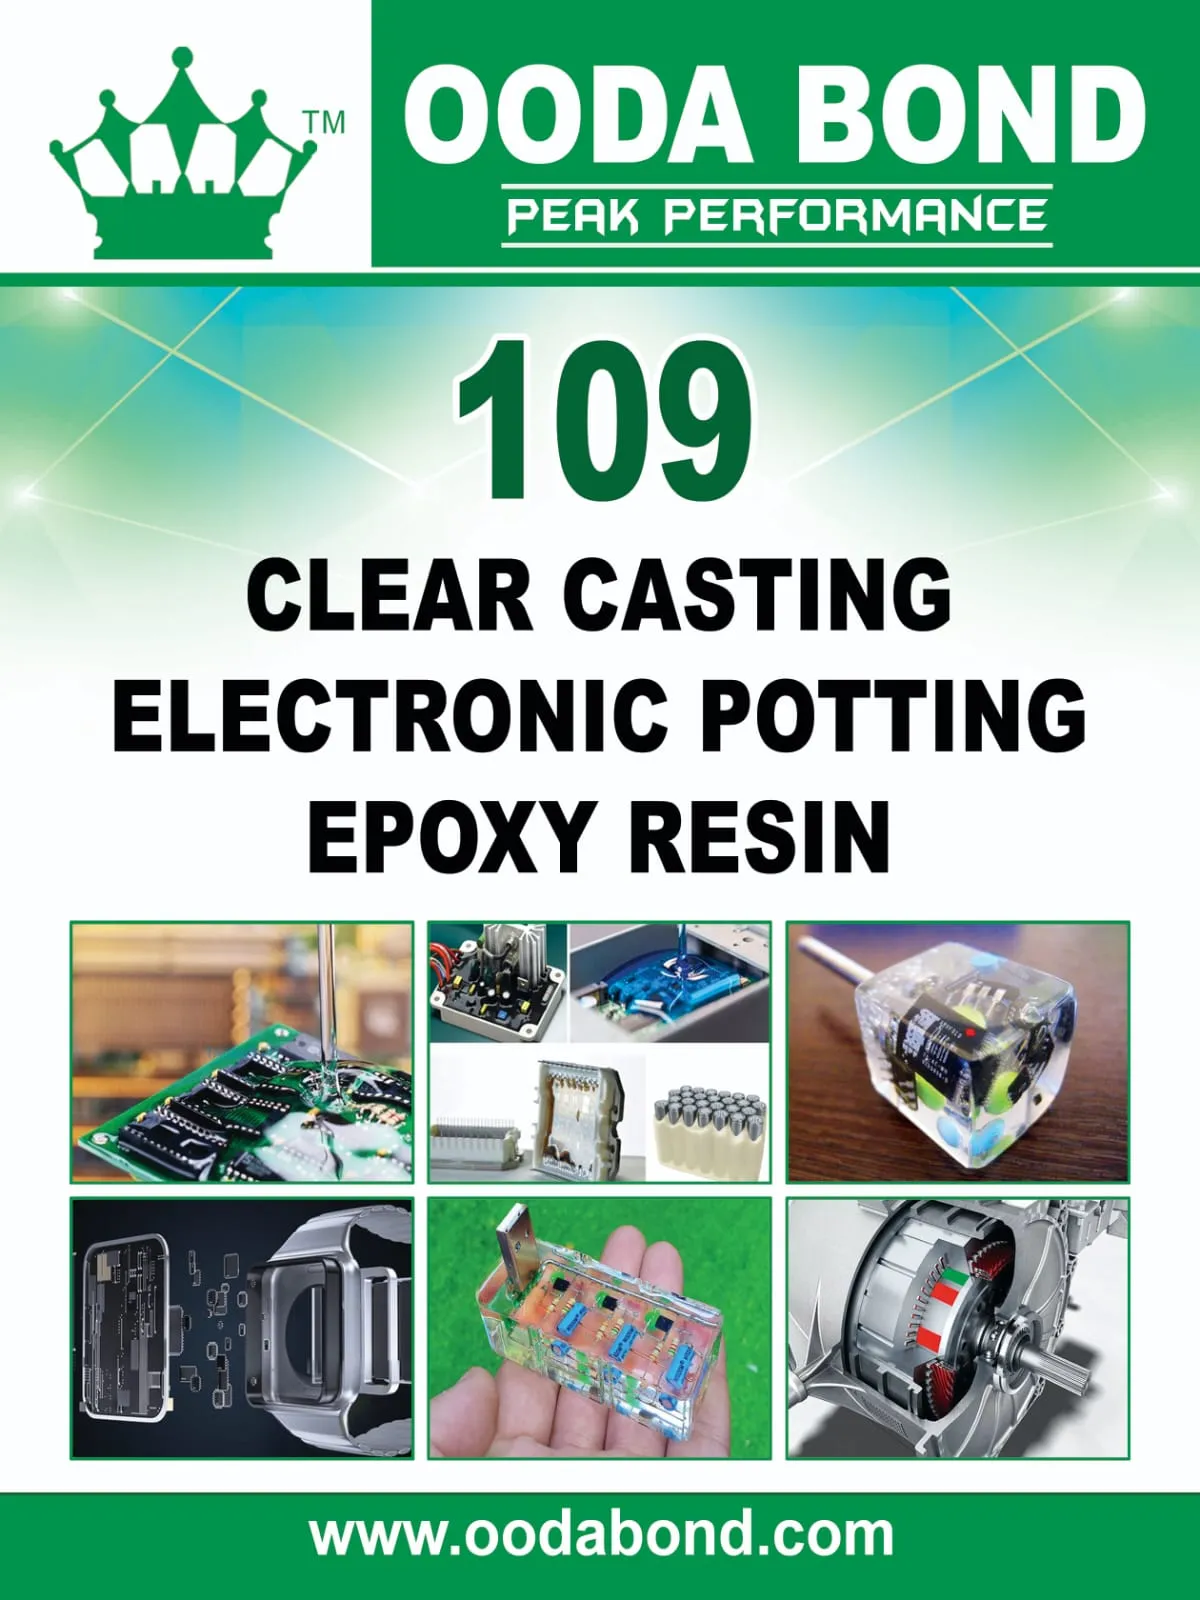 TM
OODA BOND
PEAK PERFORMANCE
109
CLEAR CASTING
ELECTRONIC POTTING
EPOXY RESIN
www.oodabond.com